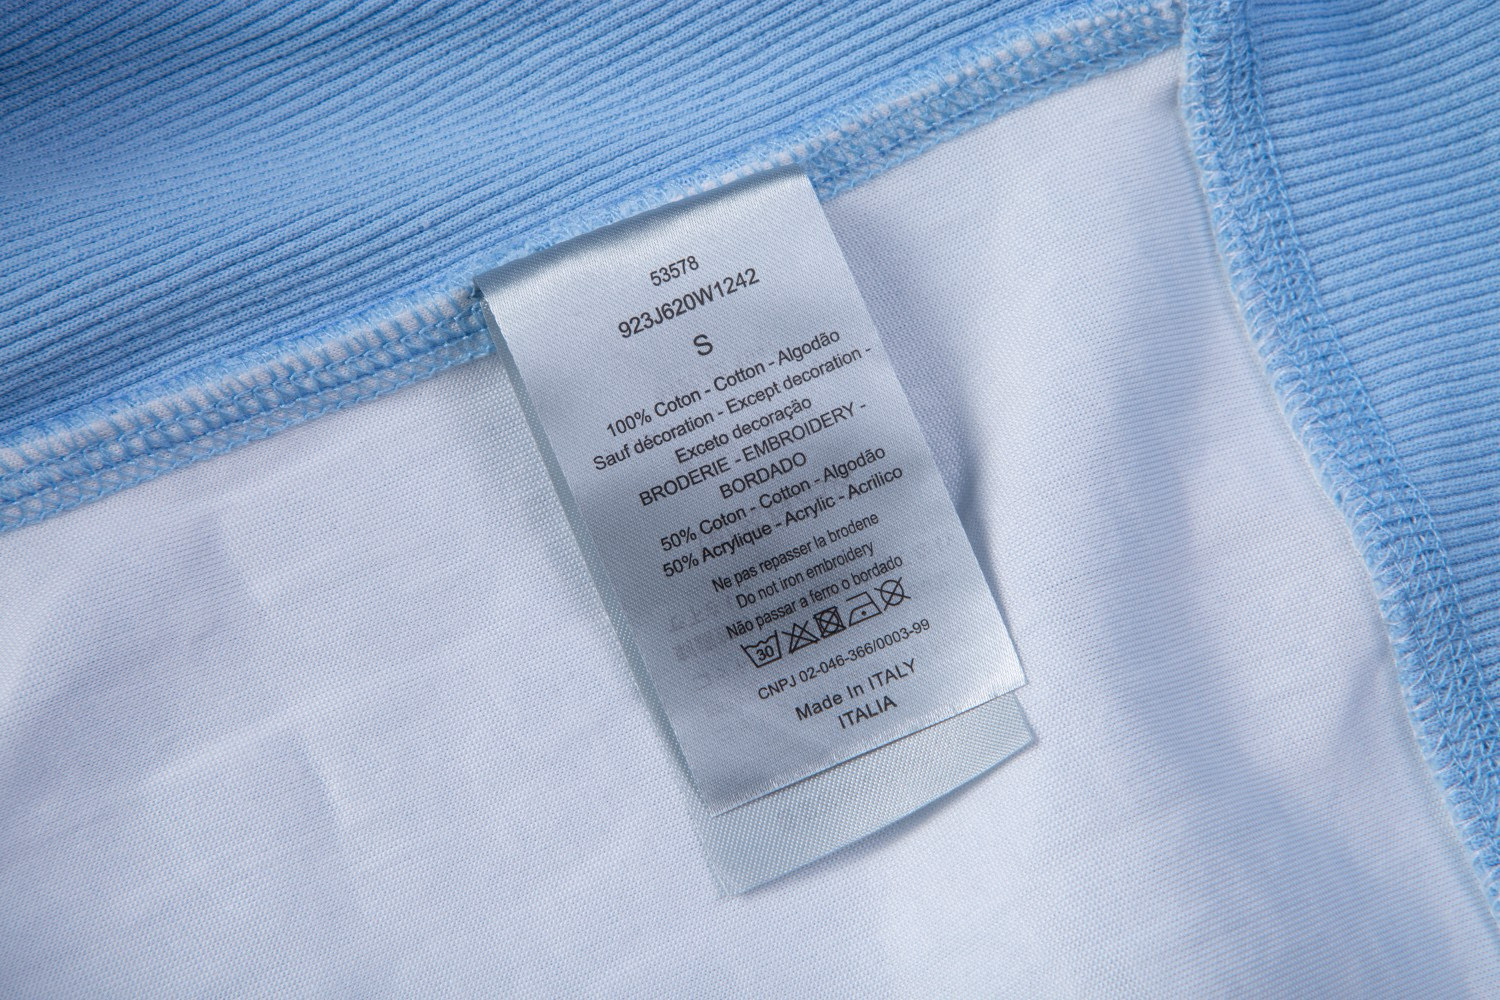 53578
923J620W1242
S
100% Coton - Cotton - Algodão
Sauf décoration - Except decoration -
Exceto decoração
BRODERIE - EMBROIDERY -
BORDADO
50% Coton - Cotton - Algodão
50% Acrylique - Acrylic - Acrilico
Ne pas repasser la brodene
Do not iron embroidery
Não passar a ferro o bordado
30
CNPJ 02-046-366/0003-99
Made In ITALY
ITALIA